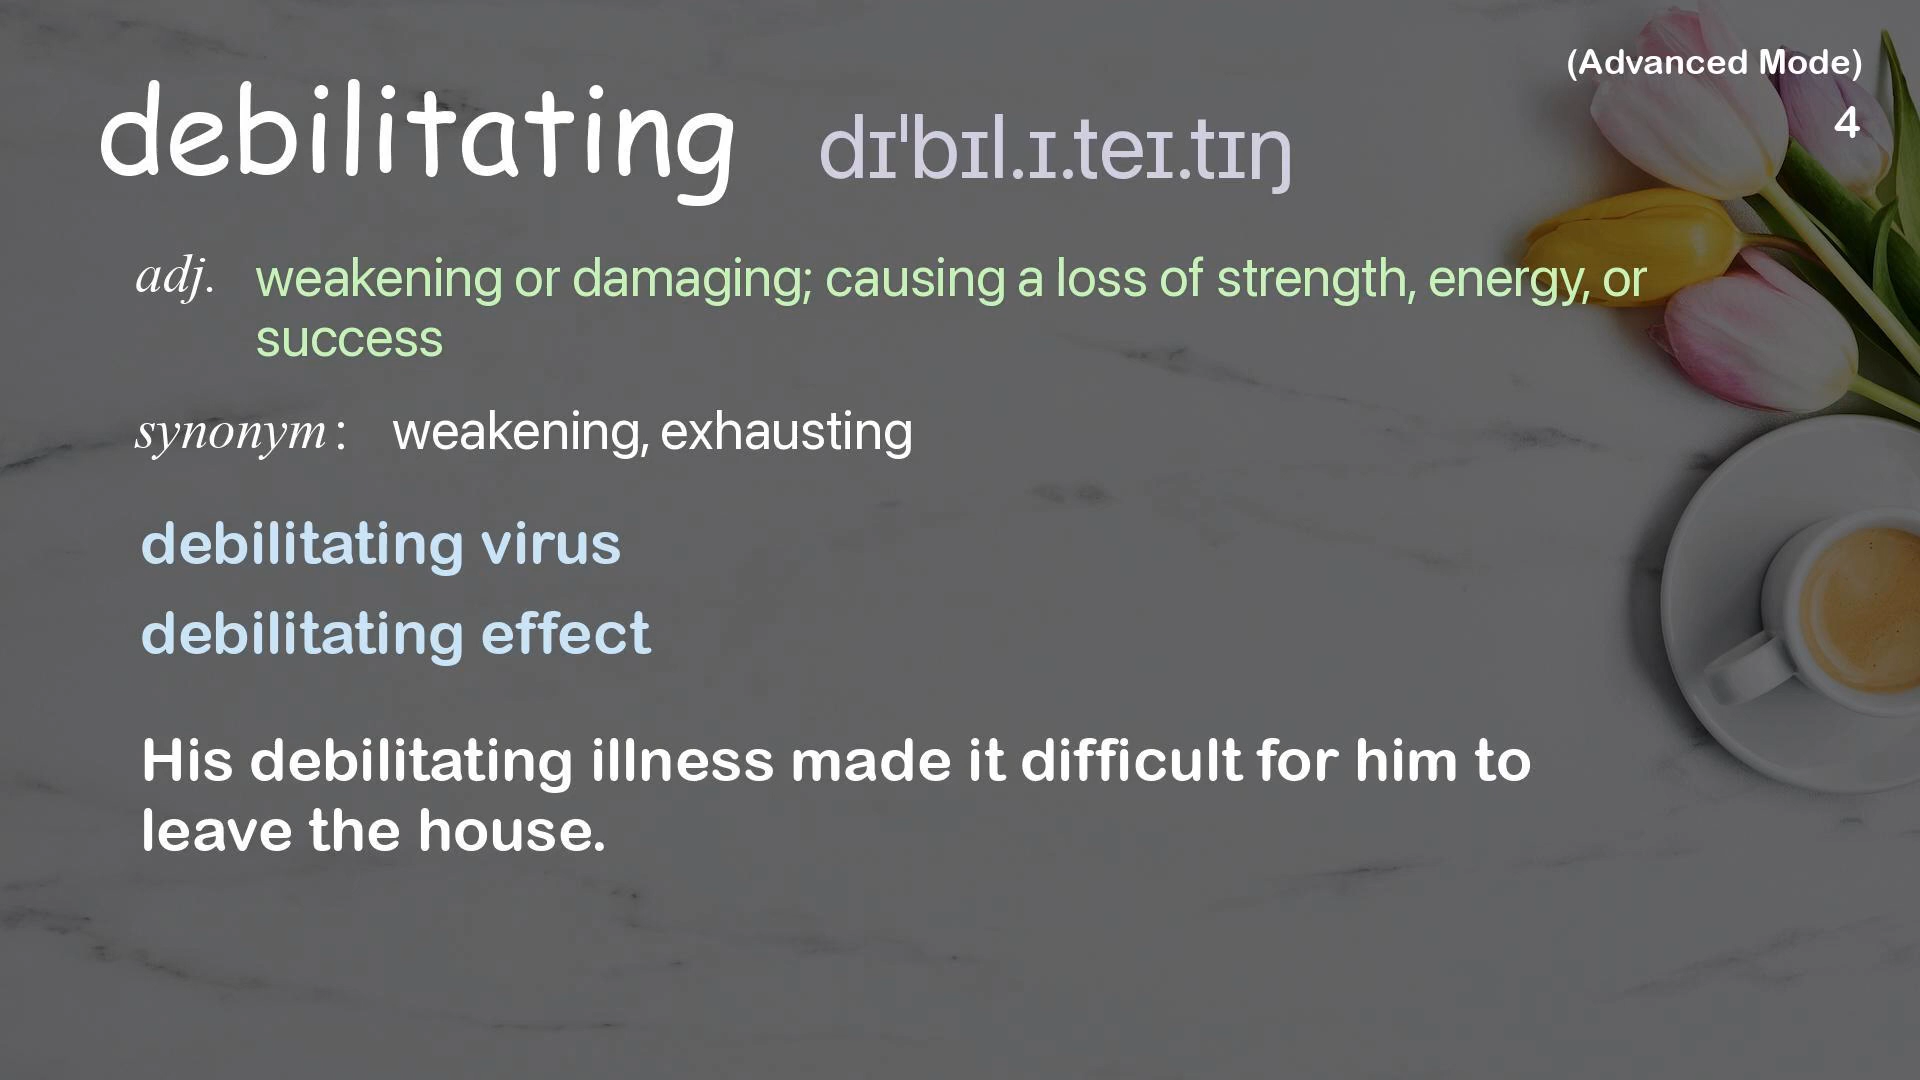 (Advanced Mode)
4
debilitating dɪˈbɪl.ɪ.teɪ.tɪŋ
adj. weakening or damaging; causing a loss of strength, energy, or
success
synonym: weakening, exhausting
debilitating virus
debilitating effect
His debilitating illness made it difficult for him to
leave the house.